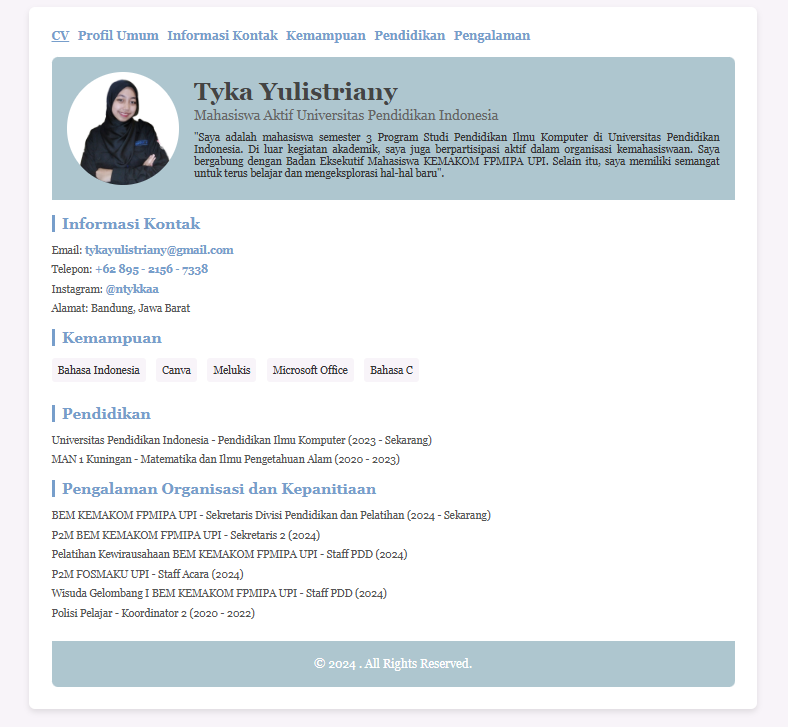 CV Profil Umum Informasi Kontak Kemampuan Pendidikan Pengalaman
Tyka Yulistriany
Mahasiswa Aktif Universitas Pendidikan Indonesia
"Saya adalah mahasiswa semester 3 Program Studi Pendidikan Ilmu Komputer di Universitas Pendidikan
Indonesia. Di luar kegiatan akademik, saya juga berpartisipasi aktif dalam organisasi kemahasiswaan. Saya
bergabung dengan Badan Eksekutif Mahasiswa KEMAKOM FPMIPA UPI. Selain itu, saya memiliki semangat
untuk terus belajar dan mengeksplorasi hal-hal baru".
Informasi Kontak
Email: tykayulistriany@gmail.com
Telepon: +62 895 - 2156 - 7338
Instagram: @ntykkaa
Alamat: Bandung, Jawa Barat
Kemampuan
Bahasa Indonesia Canva Melukis Microsoft Office Bahasa C
Pendidikan
Universitas Pendidikan Indonesia - Pendidikan Ilmu Komputer (2023 - Sekarang)
MAN 1 Kuningan - Matematika dan Ilmu Pengetahuan Alam (2020 - 2023)
Pengalaman Organisasi dan Kepanitiaan
BEM KEMAKOM FPMIPA UPI - Sekretaris Divisi Pendidikan dan Pelatihan (2024 - Sekarang)
P2M BEM KEMAKOM FPMIPA UPI - Sekretaris 2 (2024)
Pelatihan Kewirausahaan BEM KEMAKOM FPMIPA UPI - Staff PDD (2024)
P2M FOSMAKU UPI - Staff Acara (2024)
Wisuda Gelombang I BEM KEMAKOM FPMIPA UPI - Staff PDD (2024)
Polisi Pelajar - Koordinator 2 (2020 - 2022)
© 2024 . All Rights Reserved.